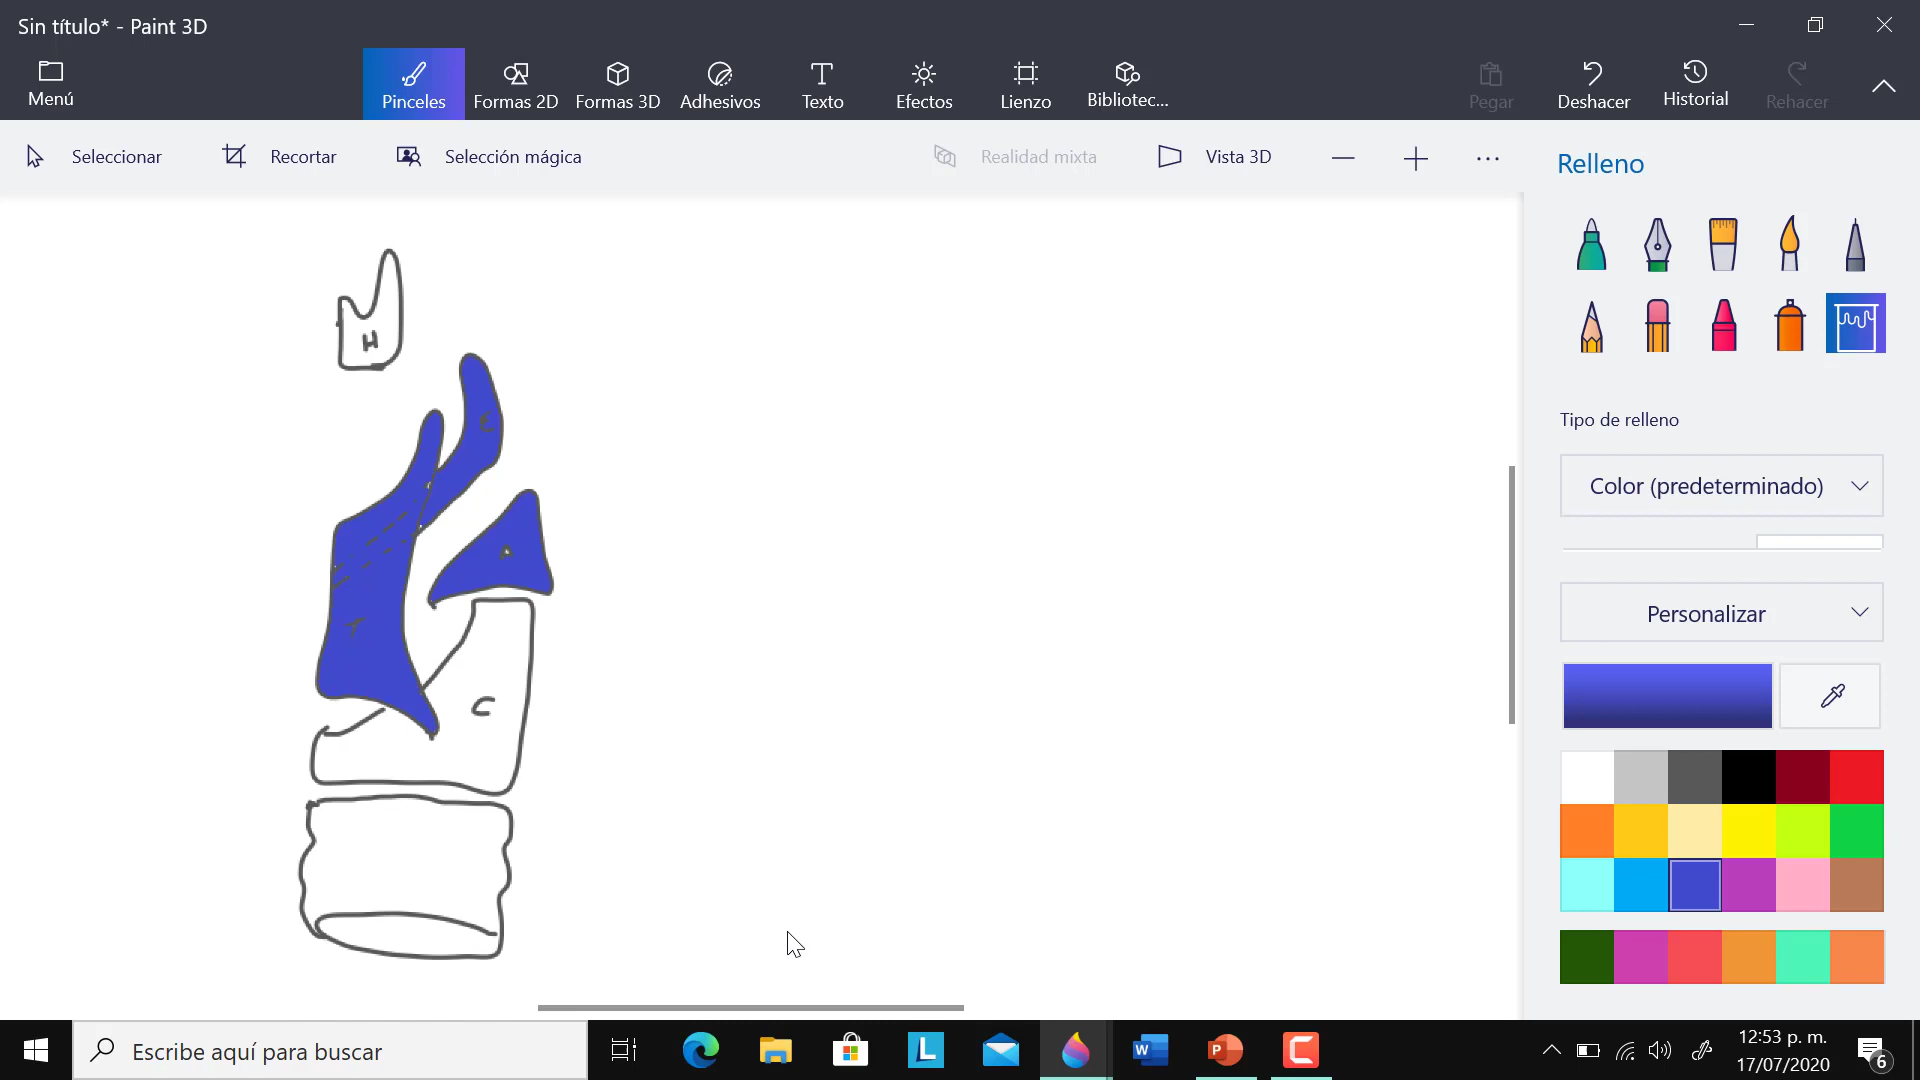 Sin título* - Paint 3D
Menú
Pinceles
Formas 2D
Formas 3D
Adhesivos
Texto
Efectos
Lienzo
Bibliotec...
Pegar
Deshacer
Historial
Rehacer
Seleccionar
Recortar
Selección mágica
Realidad mixta
Vista 3D
Relleno
Tipo de relleno
Color (predeterminado)
Personalizar
H
E
A
T
C
Escribe aquí para buscar
L
W
P
C
12:53 p. m.
17/07/2020
6